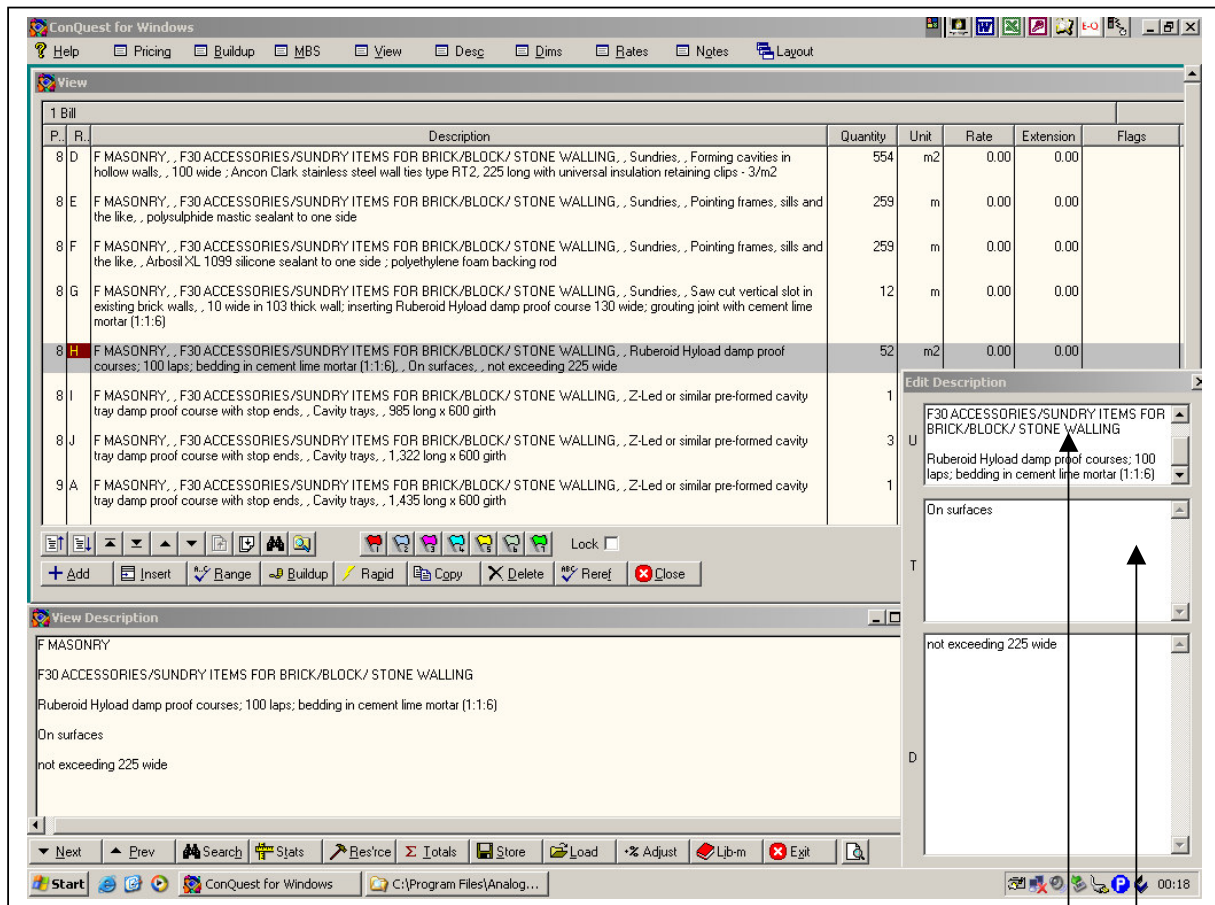 ConQuest for Windows
Help Pricing Buildup MBS View Desc Dims Rates Notes Layout
View
1 Bill
P.. R.. Description Quantity Unit Rate Extension Flags
8 D F MASONRY, , F30 ACCESSORIES/SUNDRY ITEMS FOR BRICK/BLOCK/ STONE WALLING, , Sundries, , Forming cavities in 554 m2 0.00 0.00
hollow walls, , 100 wide ; Ancon Clark stainless steel wall ties type RT2, 225 long with universal insulation retaining clips - 3/m2
8 E F MASONRY, , F30 ACCESSORIES/SUNDRY ITEMS FOR BRICK/BLOCK/ STONE WALLING, , Sundries, , Pointing frames, sills and 259 m 0.00 0.00
the like, , polysulphide mastic sealant to one side
8 F F MASONRY, , F30 ACCESSORIES/SUNDRY ITEMS FOR BRICK/BLOCK/ STONE WALLING, , Sundries, , Pointing frames, sills and 259 m 0.00 0.00
the like, , Arbosil XL 1099 silicone sealant to one side ; polyethylene foam backing rod
8 G F MASONRY, , F30 ACCESSORIES/SUNDRY ITEMS FOR BRICK/BLOCK/ STONE WALLING, , Sundries, , Saw cut vertical slot in 12 m 0.00 0.00
existing brick walls, , 10 wide in 103 thick wall; inserting Ruberoid Hyload damp proof course 130 wide; grouting joint with cement lime
mortar (1:1:6)
8 H F MASONRY, , F30 ACCESSORIES/SUNDRY ITEMS FOR BRICK/BLOCK/ STONE WALLING, , Ruberoid Hyload damp proof 52 m2 0.00 0.00
courses; 100 laps; bedding in cement lime mortar (1:1:6), , On surfaces, , not exceeding 225 wide
8 I F MASONRY, , F30 ACCESSORIES/SUNDRY ITEMS FOR BRICK/BLOCK/ STONE WALLING, , Z-Led or similar pre-formed cavity 1
tray damp proof course with stop ends, , Cavity trays, , 985 long x 600 girth
8 J F MASONRY, , F30 ACCESSORIES/SUNDRY ITEMS FOR BRICK/BLOCK/ STONE WALLING, , Z-Led or similar pre-formed cavity 3
tray damp proof course with stop ends, , Cavity trays, , 1,322 long x 600 girth
9 A F MASONRY, , F30 ACCESSORIES/SUNDRY ITEMS FOR BRICK/BLOCK/ STONE WALLING, , Z-Led or similar pre-formed cavity 1
tray damp proof course with stop ends, , Cavity trays, , 1,435 long x 600 girth
Lock
Add Insert Range Buildup Rapid Copy Delete Reref Close
Edit Description
F30 ACCESSORIES/SUNDRY ITEMS FOR
BRICK/BLOCK/ STONE WALLING
U
Ruberoid Hyload damp proof courses; 100
laps; bedding in cement lime mortar (1:1:6)
On surfaces
T
not exceeding 225 wide
D
View Description
F MASONRY
F30 ACCESSORIES/SUNDRY ITEMS FOR BRICK/BLOCK/ STONE WALLING
Ruberoid Hyload damp proof courses; 100 laps; bedding in cement lime mortar (1:1:6)
On surfaces
not exceeding 225 wide
Next Prev Search Stats Res'rce Σ Totals Store Load +% Adjust Lib-m Exit
Start ConQuest for Windows C:\Program Files\Analog... 00:18